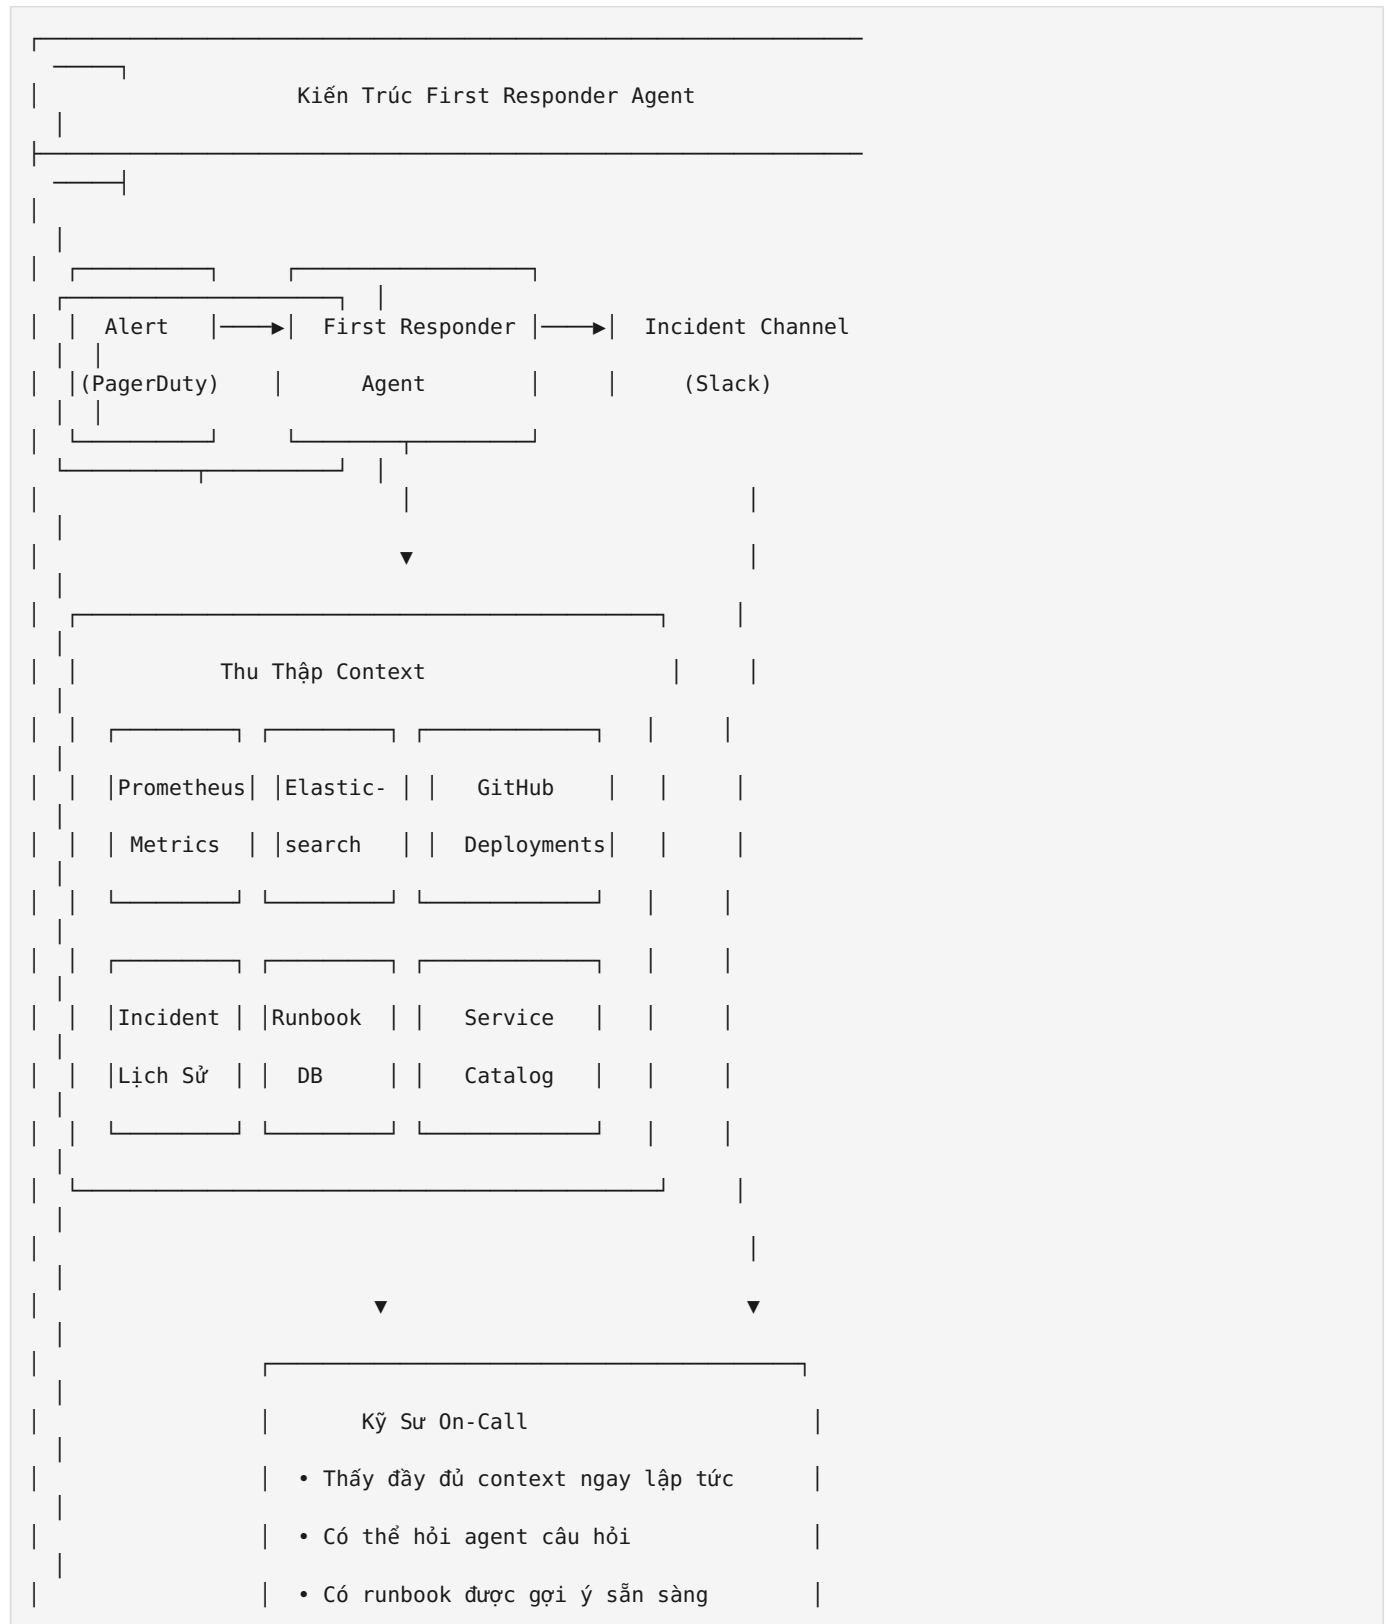 Kiến Trúc First Responder Agent
Alert First Responder Incident Channel
(PagerDuty) Agent (Slack)
Thu Thập Context
Prometheus Elastic- GitHub
Metrics search Deployments
Incident Runbook Service
Lịch Sử DB Catalog
Kỹ Sư On-Call
• Thấy đầy đủ context ngay lập tức
• Có thể hỏi agent câu hỏi
• Có runbook được gợi ý sẵn sàng